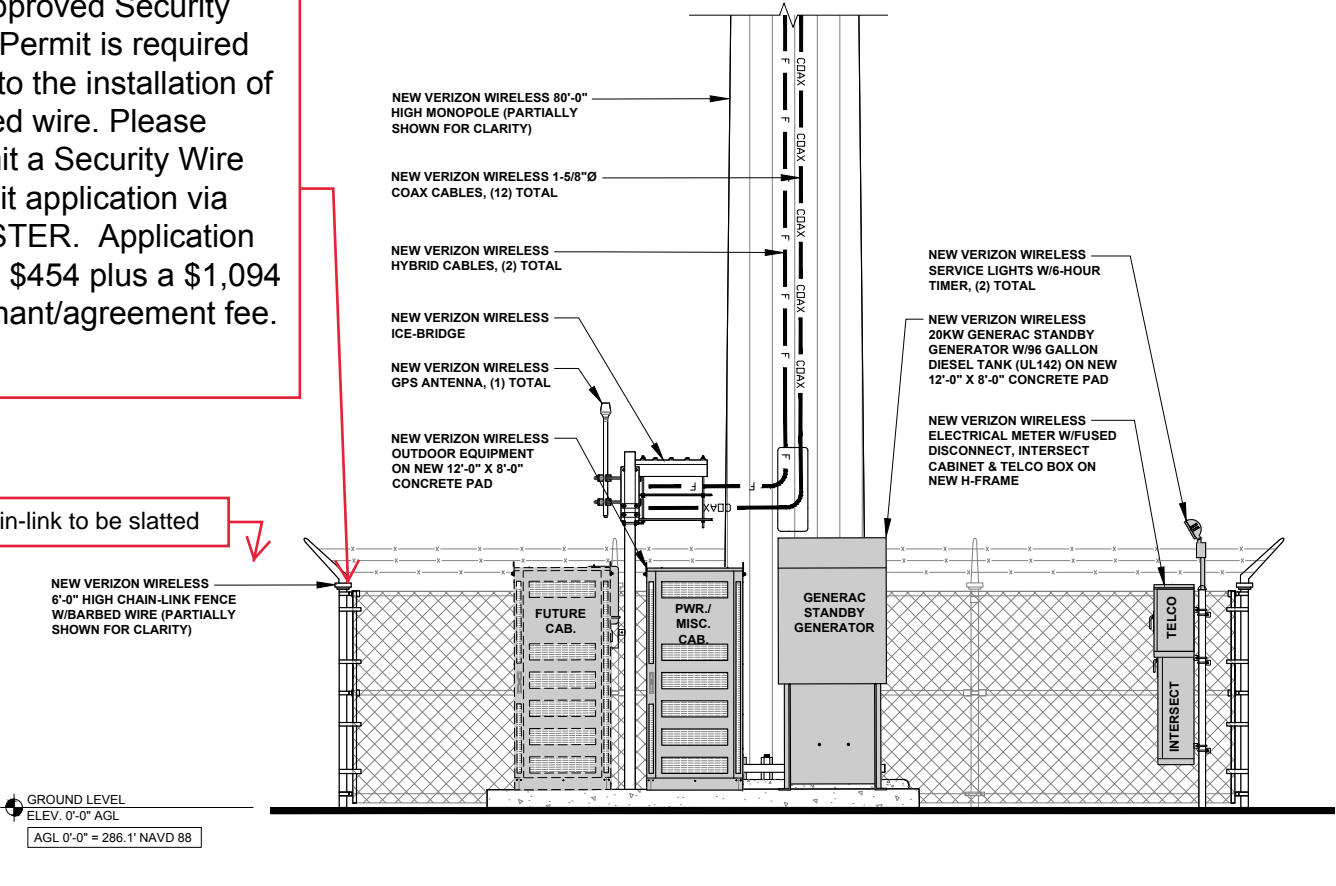 pproved Security
Permit is required
to the installation of
ed wire. Please
it a Security Wire
it application via
STER. Application
$454 plus a $1,094
nant/agreement fee.
in-link to be slatted
NEW VERIZON WIRELESS
6'-0" HIGH CHAIN-LINK FENCE
W/BARBED WIRE (PARTIALLY
SHOWN FOR CLARITY)
GROUND LEVEL
ELEV. 0'-0" AGL
AGL 0'-0" = 286.1' NAVD 88
NEW VERIZON WIRELESS 80'-0"
HIGH MONOPOLE (PARTIALLY
SHOWN FOR CLARITY)
NEW VERIZON WIRELESS 1-5/8"Ø
COAX CABLES, (12) TOTAL
NEW VERIZON WIRELESS
HYBRID CABLES, (2) TOTAL
NEW VERIZON WIRELESS
ICE-BRIDGE
NEW VERIZON WIRELESS
GPS ANTENNA, (1) TOTAL
NEW VERIZON WIRELESS
OUTDOOR EQUIPMENT
ON NEW 12'-0" X 8'-0"
CONCRETE PAD
F
COAX
F
COAX
F
COAX
F
COAX
F
COAX
F
F
COAX
FUTURE
CAB.
PWR./
MISC.
CAB.
GENERAC
STANDBY
GENERATOR
NEW VERIZON WIRELESS
SERVICE LIGHTS W/6-HOUR
TIMER, (2) TOTAL
NEW VERIZON WIRELESS
20KW GENERAC STANDBY
GENERATOR W/96 GALLON
DIESEL TANK (UL142) ON NEW
12'-0" X 8'-0" CONCRETE PAD
NEW VERIZON WIRELESS
ELECTRICAL METER W/FUSED
DISCONNECT, INTERSECT
CABINET & TELCO BOX ON
NEW H-FRAME
TELCO
INTERSECT